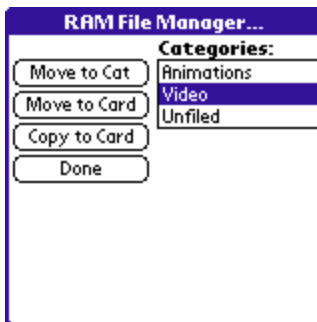 RAM File Manager...
Categories:
Move to Cat
Move to Card
Copy to Card
Done
Animations
Video
Unfiled